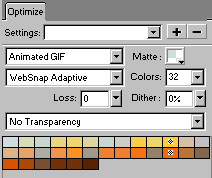 Optimize
Settings:
Animated GIF Matte:
WebSnap Adaptive Colors: 32
Loss: 0 Dither: 0%
No Transparency